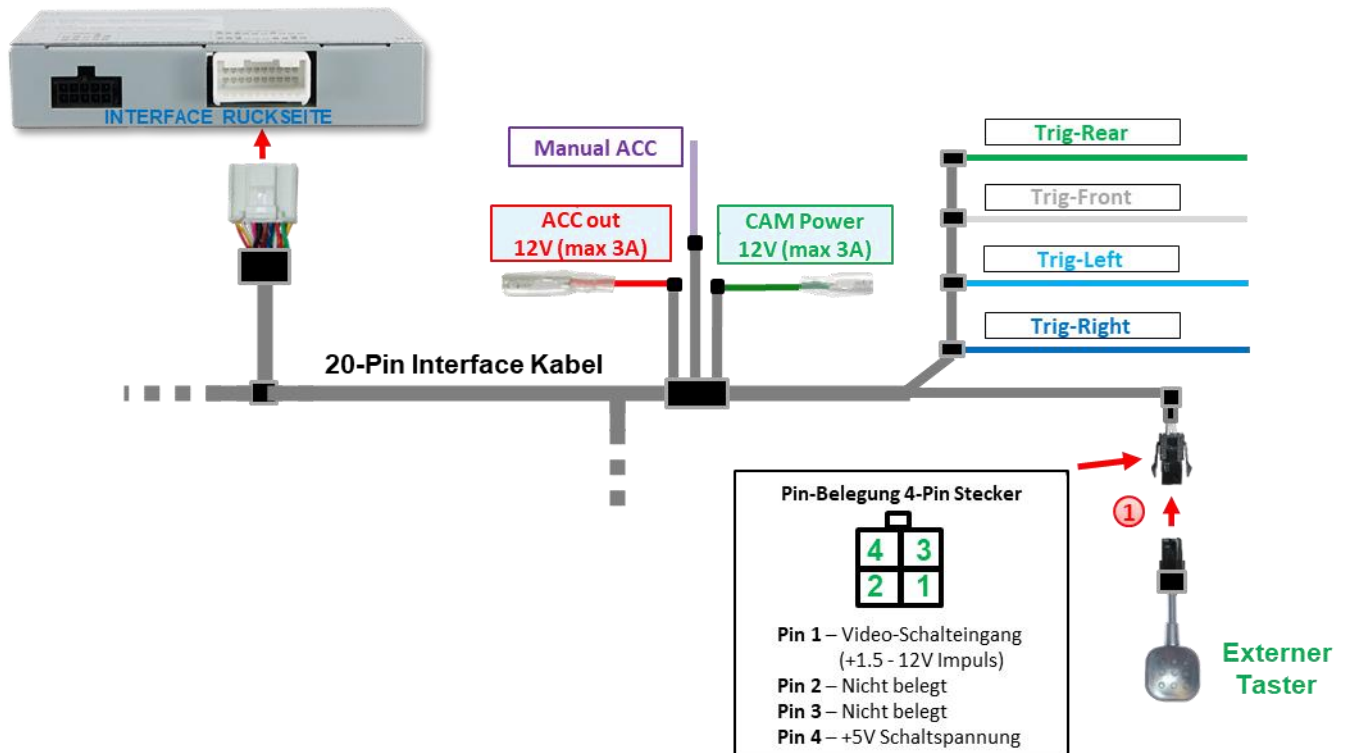 INTERFACE RÜCKSEITE
Manual ACC
ACC out
12V (max 3A)
CAM Power
12V (max 3A)
Trig-Rear
Trig-Front
Trig-Left
Trig-Right
20-Pin Interface Kabel
Pin-Belegung 4-Pin Stecker
4 3
2 1
Pin 1 – Video-Schalteingang
(+1.5 - 12V Impuls)
Pin 2 – Nicht belegt
Pin 3 – Nicht belegt
Pin 4 – +5V Schaltspannung
1
Externer
Taster